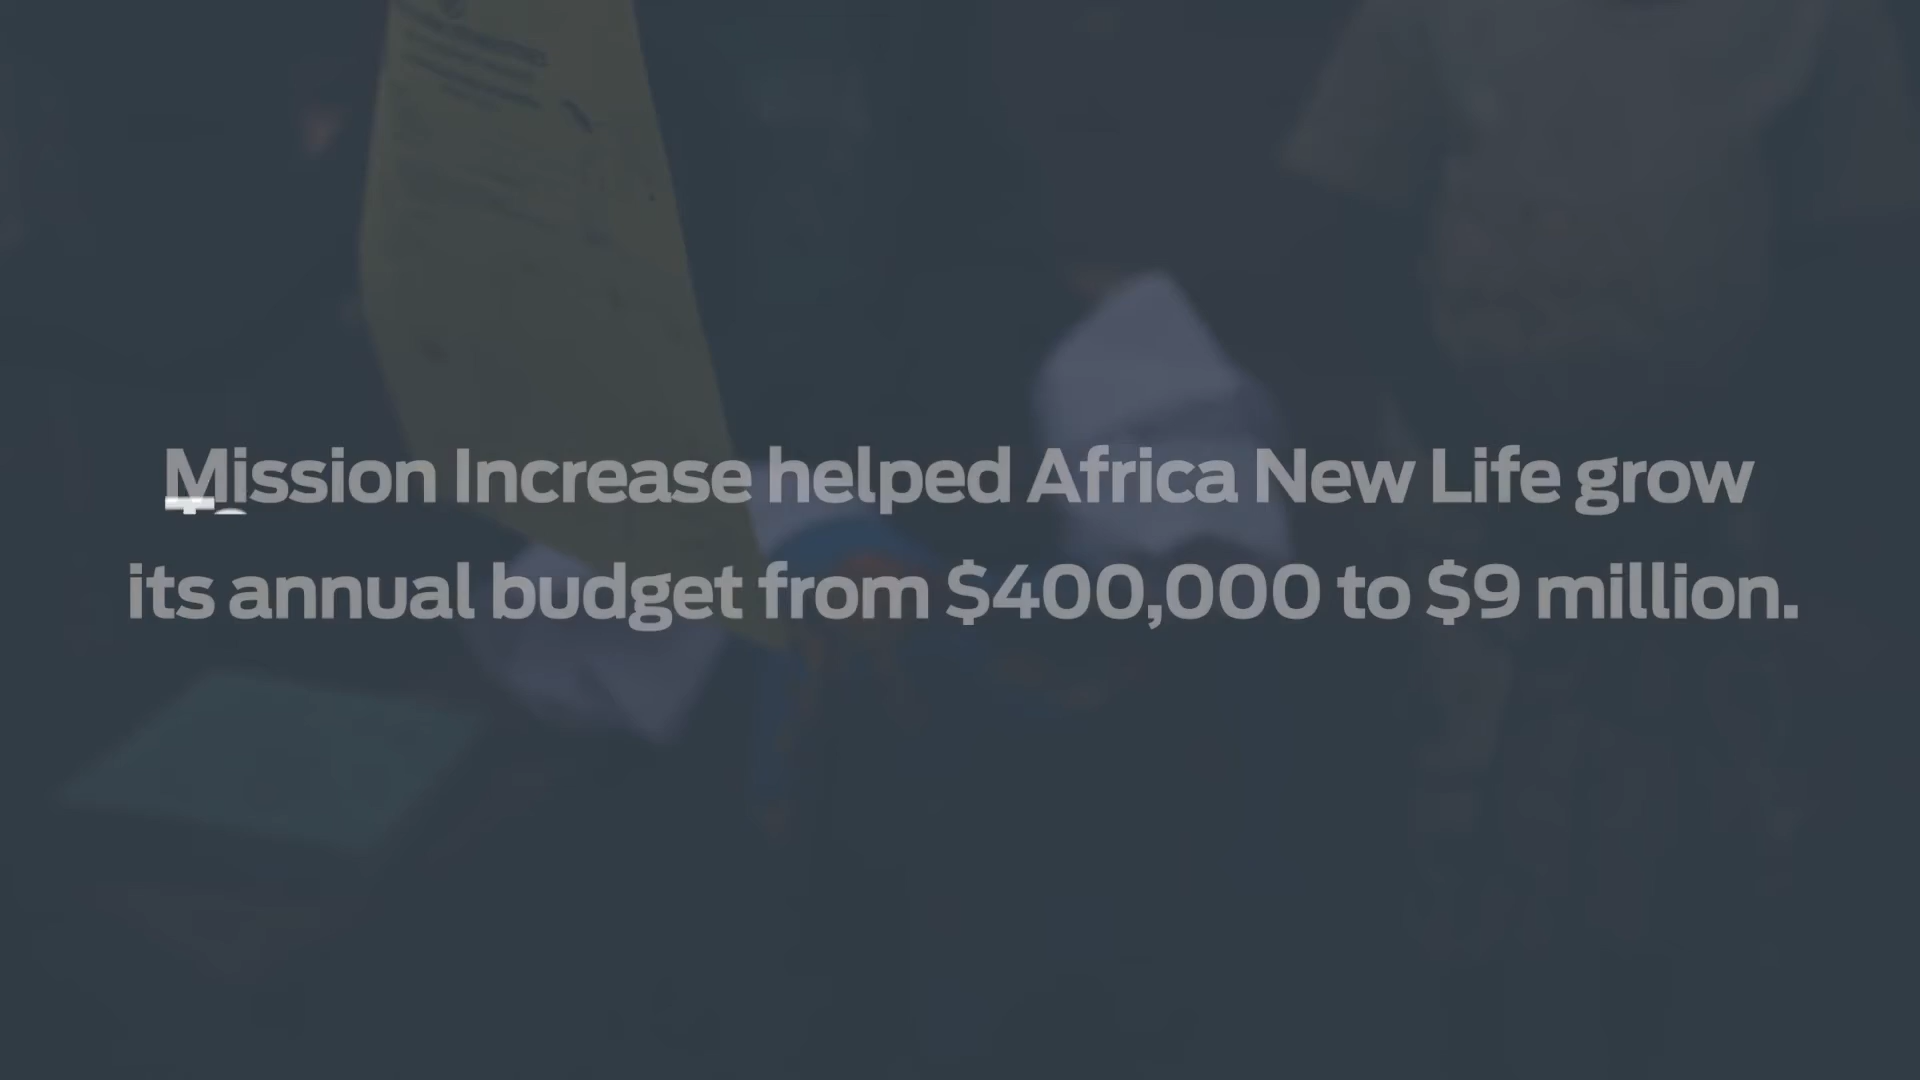 Mission Increase helped Africa New Life grow
its annual budget from $400,000 to $9 million.